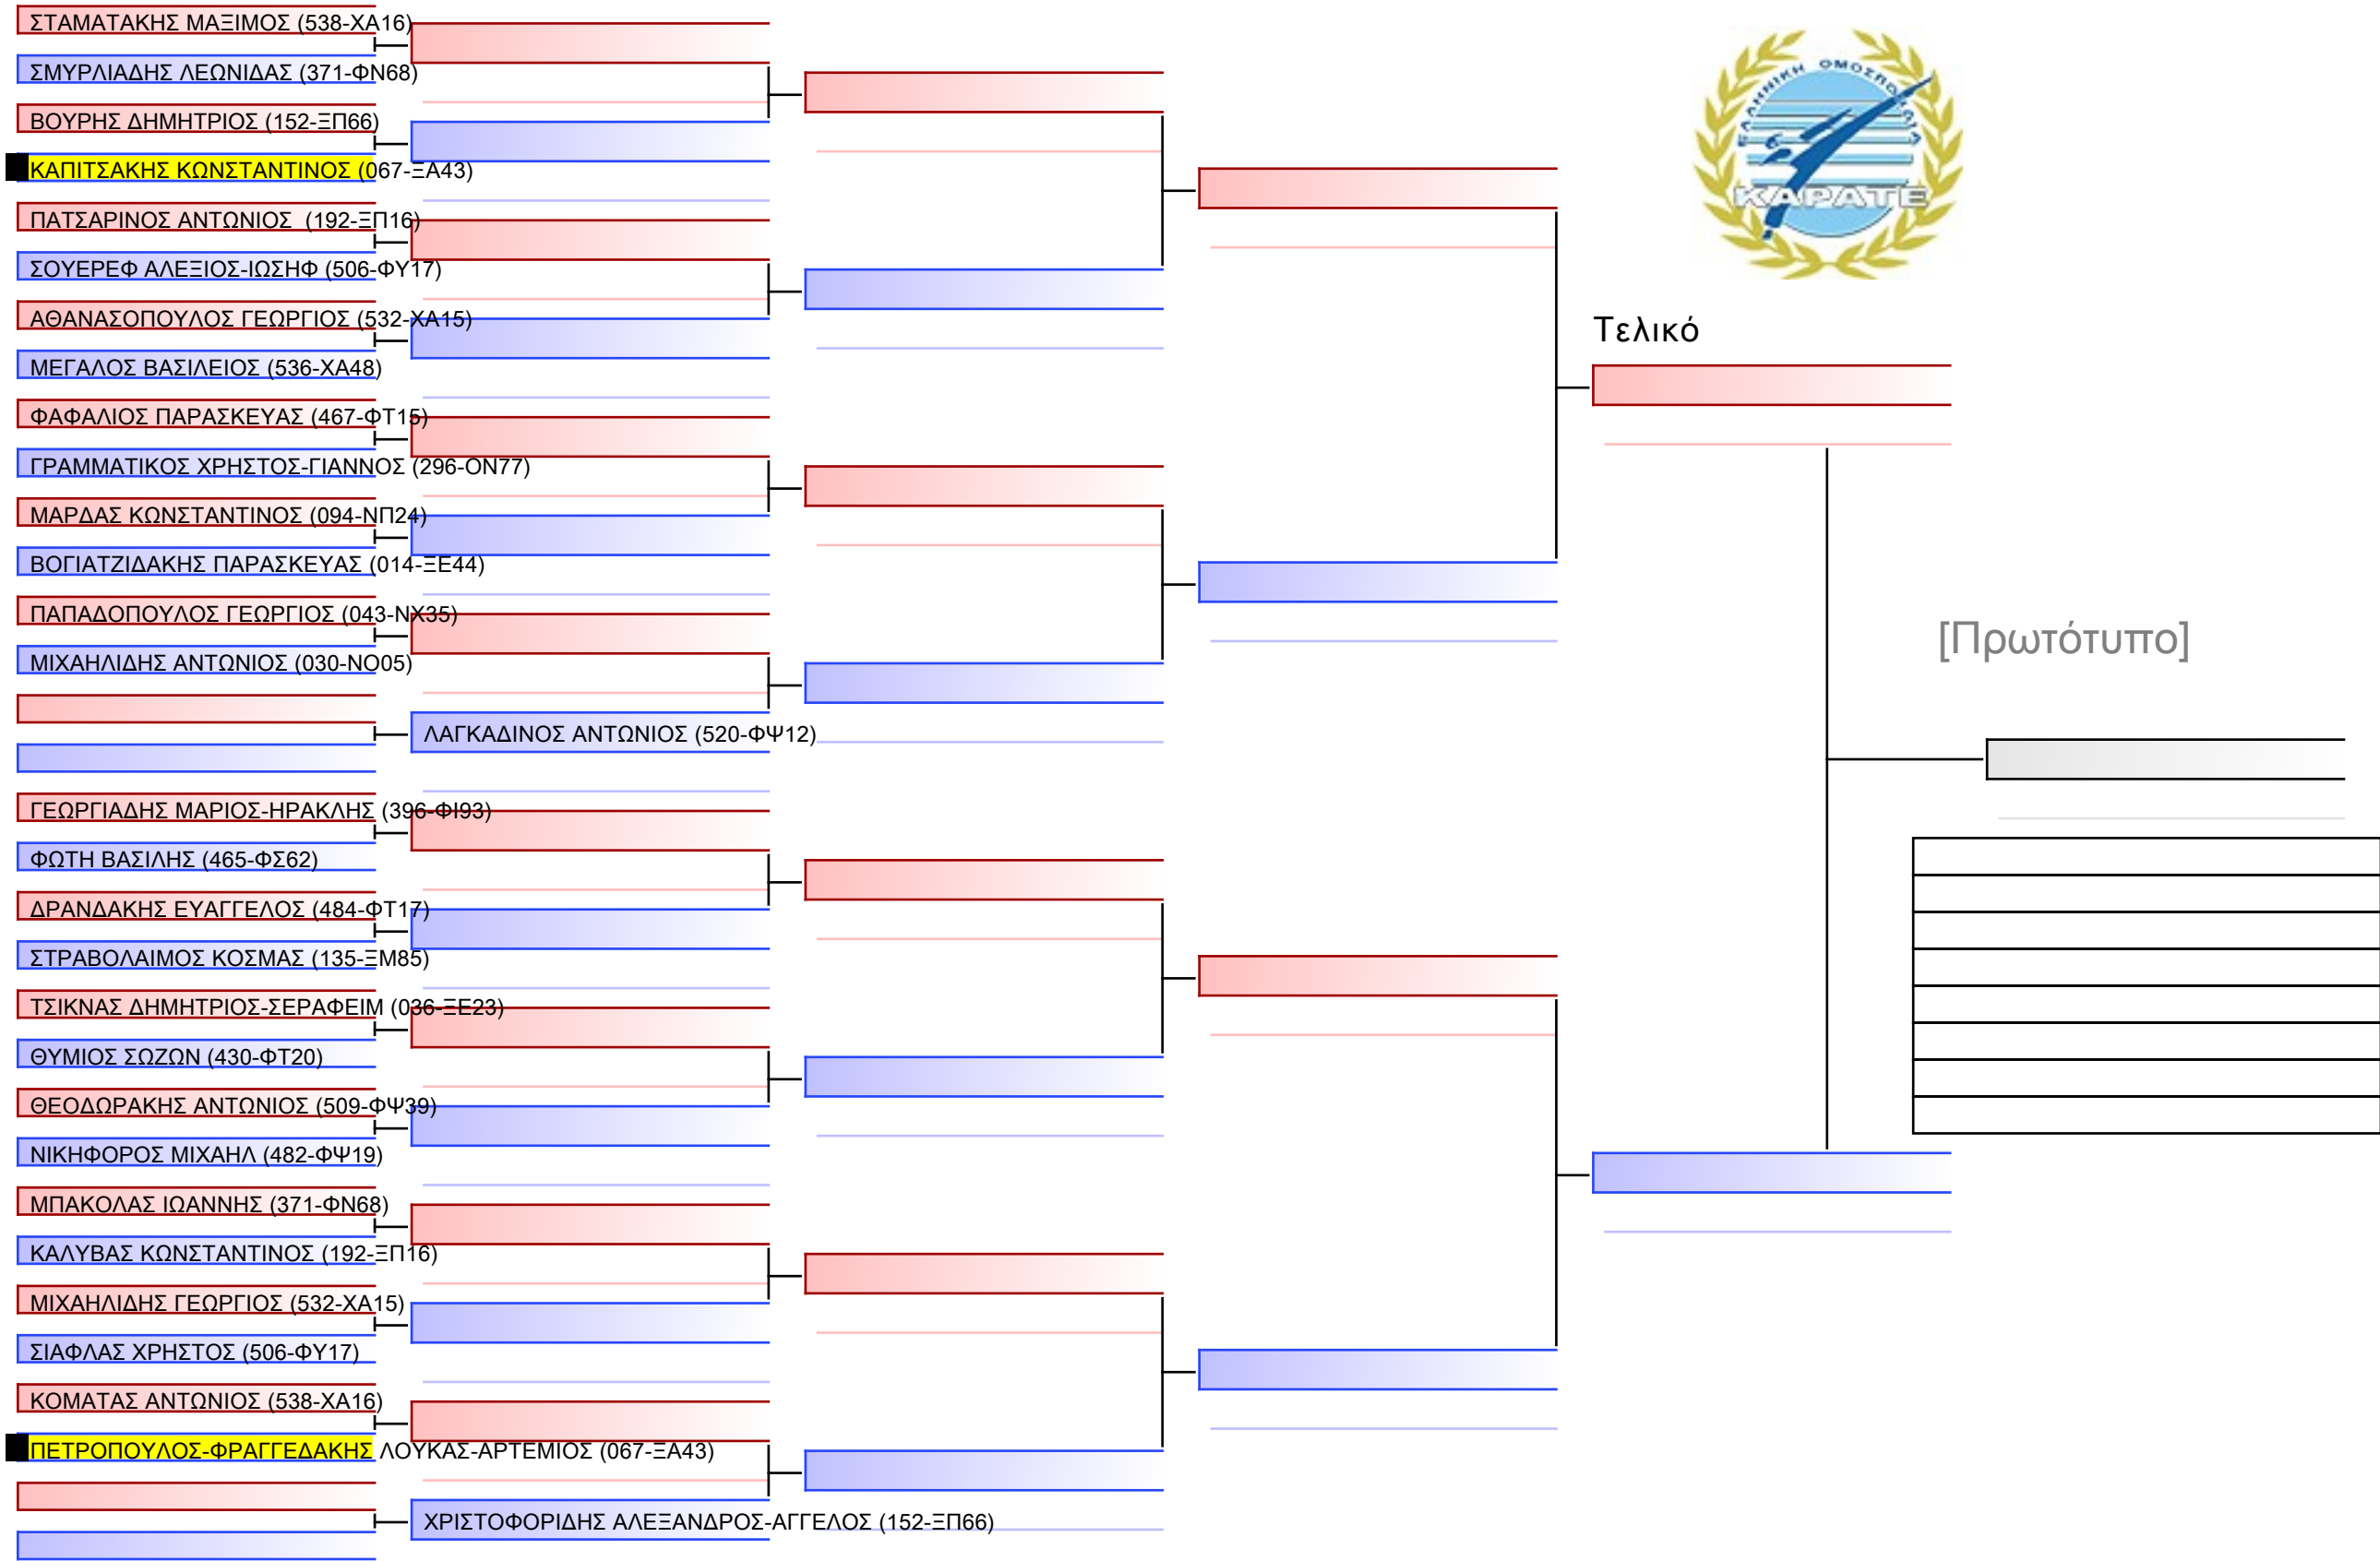 ΣΤΑΜΑΤΑΚΗΣ ΜΑΞΙΜΟΣ (538-ΧΑ16)
ΣΜΥΡΛΙΑΔΗΣ ΛΕΩΝΙΔΑΣ (371-ΦΝ68)
ΒΟΥΡΗΣ ΔΗΜΗΤΡΙΟΣ (152-ΞΠ66)
ΚΑΠΙΤΣΑΚΗΣ ΚΩΝΣΤΑΝΤΙΝΟΣ (067-ΞΑ43)
ΠΑΤΣΑΡΙΝΟΣ ΑΝΤΩΝΙΟΣ (192-ΞΠ16)
ΣΟΥΕΡΕΦ ΑΛΕΞΙΟΣ-ΙΩΣΗΦ (506-ΦΥ17)
ΑΘΑΝΑΣΟΠΟΥΛΟΣ ΓΕΩΡΓΙΟΣ (532-ΧΑ15)
ΜΕΓΑΛΟΣ ΒΑΣΙΛΕΙΟΣ (536-ΧΑ48)
ΦΑΦΑΛΙΟΣ ΠΑΡΑΣΚΕΥΑΣ (467-ΦΤ15)
ΓΡΑΜΜΑΤΙΚΟΣ ΧΡΗΣΤΟΣ-ΓΙΑΝΝΟΣ (296-ΟΝ77)
ΜΑΡΔΑΣ ΚΩΝΣΤΑΝΤΙΝΟΣ (094-ΝΠ24)
ΒΟΓΙΑΤΖΙΔΑΚΗΣ ΠΑΡΑΣΚΕΥΑΣ (014-ΞΕ44)
ΠΑΠΑΔΟΠΟΥΛΟΣ ΓΕΩΡΓΙΟΣ (043-ΝΧ35)
ΜΙΧΑΗΛΙΔΗΣ ΑΝΤΩΝΙΟΣ (030-ΝΟ05)
ΛΑΓΚΑΔΙΝΟΣ ΑΝΤΩΝΙΟΣ (520-ΦΨ12)
ΓΕΩΡΓΙΑΔΗΣ ΜΑΡΙΟΣ-ΗΡΑΚΛΗΣ (396-ΦΙ93)
ΦΩΤΗ ΒΑΣΙΛΗΣ (465-ΦΣ62)
ΔΡΑΝΔΑΚΗΣ ΕΥΑΓΓΕΛΟΣ (484-ΦΤ17)
ΣΤΡΑΒΟΛΑΙΜΟΣ ΚΟΣΜΑΣ (135-ΞΜ85)
ΤΣΙΚΝΑΣ ΔΗΜΗΤΡΙΟΣ-ΣΕΡΑΦΕΙΜ (036-ΞΕ23)
ΘΥΜΙΟΣ ΣΩΖΩΝ (430-ΦΤ20)
ΘΕΟΔΩΡΑΚΗΣ ΑΝΤΩΝΙΟΣ (509-ΦΨ39)
ΝΙΚΗΦΟΡΟΣ ΜΙΧΑΗΛ (482-ΦΨ19)
ΜΠΑΚΟΛΑΣ ΙΩΑΝΝΗΣ (371-ΦΝ68)
ΚΑΛΥΒΑΣ ΚΩΝΣΤΑΝΤΙΝΟΣ (192-ΞΠ16)
ΜΙΧΑΗΛΙΔΗΣ ΓΕΩΡΓΙΟΣ (532-ΧΑ15)
ΣΙΑΦΛΑΣ ΧΡΗΣΤΟΣ (506-ΦΥ17)
ΚΟΜΑΤΑΣ ΑΝΤΩΝΙΟΣ (538-ΧΑ16)
ΠΕΤΡΟΠΟΥΛΟΣ-ΦΡΑΓΓΕΔΑΚΗΣ ΛΟΥΚΑΣ-ΑΡΤΕΜΙΟΣ (067-ΞΑ43)
ΧΡΙΣΤΟΦΟΡΙΔΗΣ ΑΛΕΞΑΝΔΡΟΣ-ΑΓΓΕΛΟΣ (152-ΞΠ66)
ΕΛΛΗΝΙΚΗ ΟΜΟΣΠΟΝΔΙΑ
ΚΑΡΑΤΕ
Τελικό
[Πρωτότυπο]